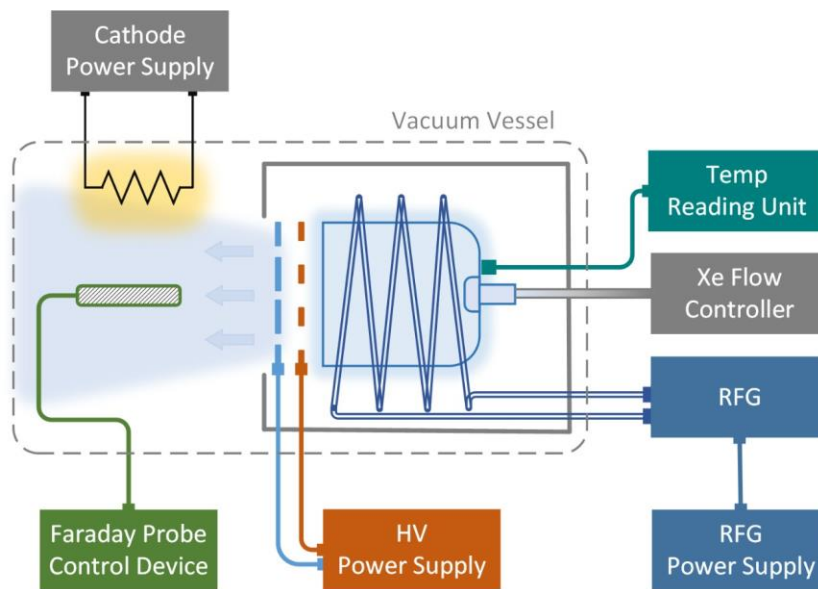 Cathode
Power Supply
Vacuum Vessel
Temp
Reading Unit
Xe Flow
Controller
RFG
Faraday Probe
Control Device
HV
Power Supply
RFG
Power Supply